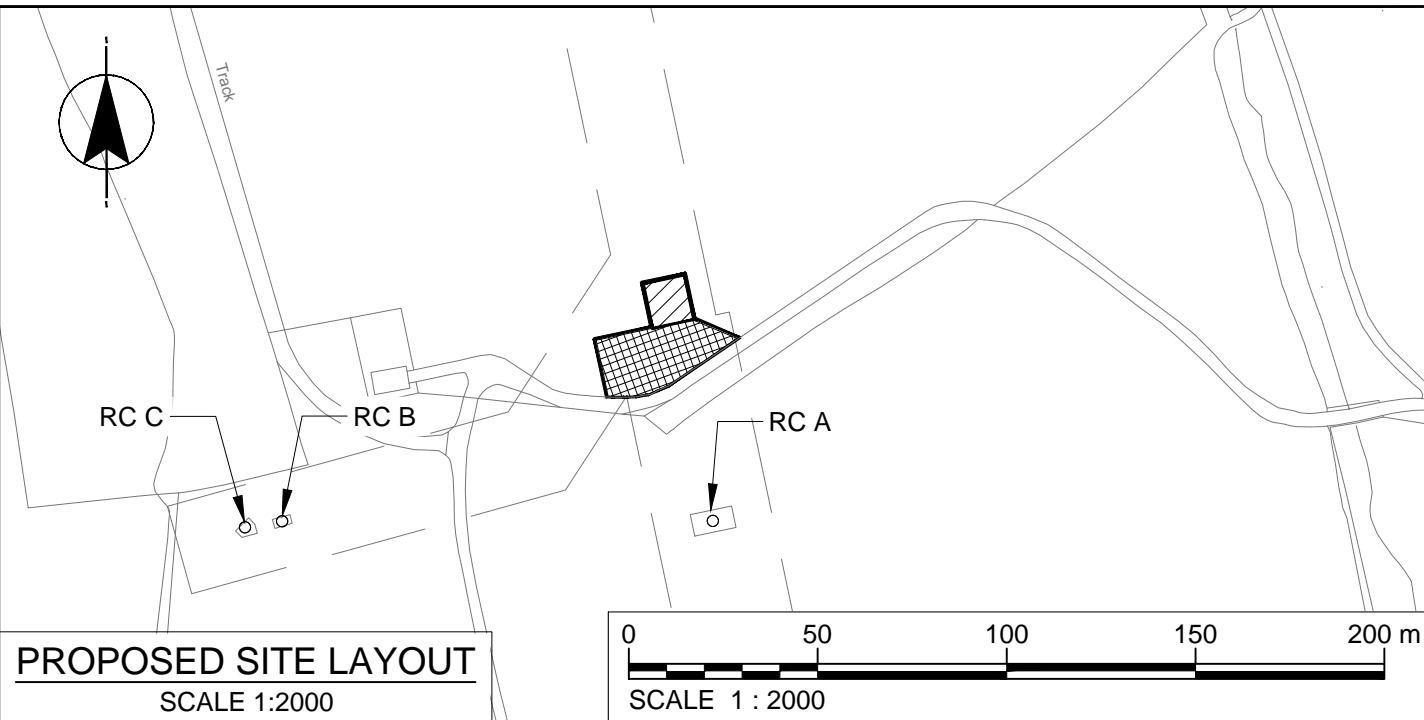 Track
RC C
RC B
RC A
PROPOSED SITE LAYOUT
SCALE 1:2000
0 50 100 150 200 m
SCALE 1 : 2000